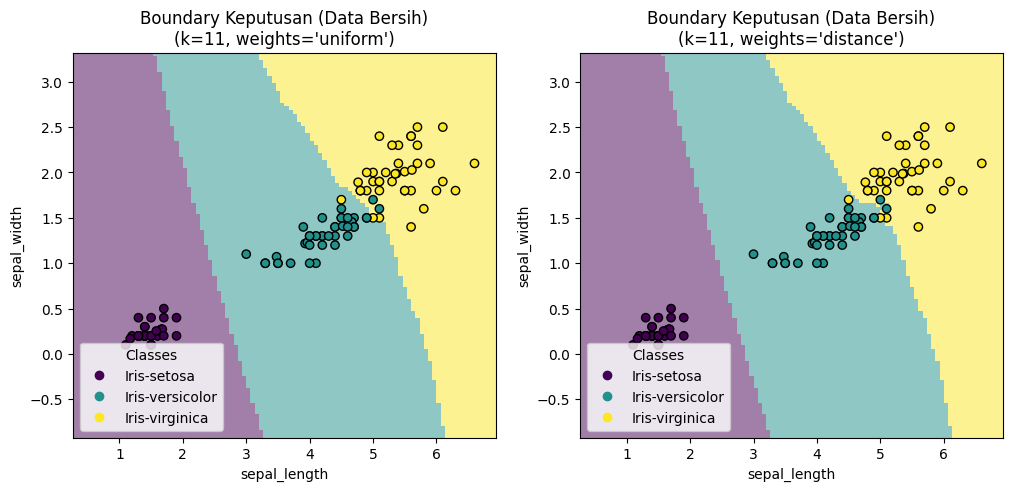 Boundary Keputusan (Data Bersih)
(k=11, weights='uniform')
sepal_width
3.0
2.5
2.0
1.5
1.0
0.5
0.0
−0.5
Classes
Iris-setosa
Iris-versicolor
Iris-virginica
1 2 3 4 5 6
sepal_length
Boundary Keputusan (Data Bersih)
(k=11, weights='distance')
sepal_width
3.0
2.5
2.0
1.5
1.0
0.5
0.0
−0.5
Classes
Iris-setosa
Iris-versicolor
Iris-virginica
1 2 3 4 5 6
sepal_length